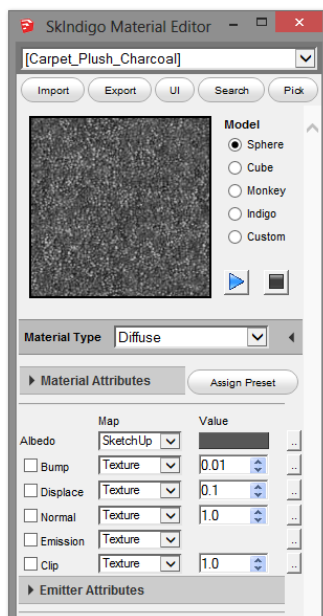 SkIndigo Material Editor
[Carpet_Plush_Charcoal]
Import Export UI Search Pick
Model
Sphere
Cube
Monkey
Indigo
Custom
Material Type Diffuse
Material Attributes Assign Preset
Map Value
Albedo SketchUp ..
Bump Texture 0.01 ..
Displace Texture 0.1 ..
Normal Texture 1.0 ..
Emission Texture ..
Clip Texture 1.0 ..
Emitter Attributes